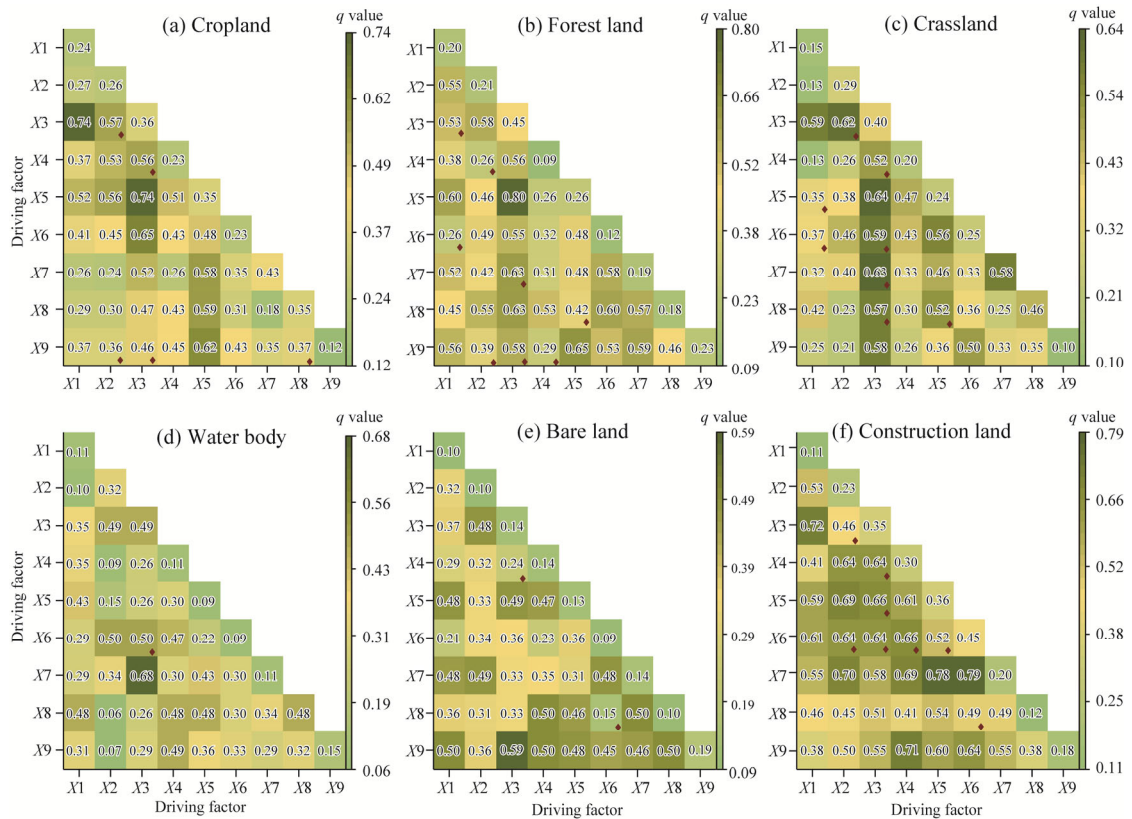 (a) Cropland
q value
0.74
0.62
0.49
0.37
0.24
0.12
Driving factor
X1 0.24
X2 0.27 0.26
X3 0.74 0.57 0.36
X4 0.37 0.53 0.56 0.23
X5 0.52 0.56 0.74 0.51 0.35
X6 0.41 0.45 0.65 0.43 0.48 0.23
X7 0.26 0.24 0.52 0.26 0.58 0.35 0.43
X8 0.29 0.30 0.47 0.43 0.59 0.31 0.18 0.35
X9 0.37 0.36 0.46 0.45 0.62 0.43 0.35 0.37 0.12
X1 X2 X3 X4 X5 X6 X7 X8 X9
(b) Forest land
q value
0.80
0.66
0.52
0.38
0.23
0.09
X1 0.20
X2 0.55 0.21
X3 0.53 0.58 0.45
X4 0.38 0.26 0.56 0.09
X5 0.60 0.46 0.80 0.26 0.26
X6 0.26 0.49 0.55 0.32 0.48 0.12
X7 0.52 0.42 0.63 0.31 0.48 0.58 0.19
X8 0.45 0.55 0.63 0.53 0.42 0.60 0.57 0.18
X9 0.56 0.39 0.58 0.29 0.65 0.53 0.59 0.46 0.23
X1 X2 X3 X4 X5 X6 X7 X8 X9
(c) Crassland
q value
0.64
0.54
0.43
0.32
0.21
0.10
X1 0.15
X2 0.13 0.29
X3 0.59 0.62 0.40
X4 0.13 0.26 0.52 0.20
X5 0.35 0.38 0.64 0.47 0.24
X6 0.37 0.46 0.59 0.43 0.56 0.25
X7 0.32 0.40 0.63 0.33 0.46 0.33 0.58
X8 0.42 0.23 0.57 0.30 0.52 0.36 0.25 0.46
X9 0.25 0.21 0.58 0.26 0.36 0.50 0.33 0.35 0.10
X1 X2 X3 X4 X5 X6 X7 X8 X9
(d) Water body
q value
0.68
0.56
0.43
0.31
0.19
0.06
Driving factor
X1 0.11
X2 0.10 0.32
X3 0.35 0.49 0.49
X4 0.35 0.09 0.26 0.11
X5 0.43 0.15 0.26 0.30 0.09
X6 0.29 0.50 0.50 0.47 0.22 0.09
X7 0.29 0.34 0.68 0.30 0.43 0.30 0.11
X8 0.48 0.06 0.26 0.48 0.48 0.30 0.34 0.48
X9 0.31 0.07 0.29 0.49 0.36 0.33 0.29 0.32 0.15
X1 X2 X3 X4 X5 X6 X7 X8 X9
Driving factor
(e) Bare land
q value
0.59
0.49
0.39
0.29
0.19
0.09
X1 0.10
X2 0.32 0.10
X3 0.37 0.48 0.14
X4 0.29 0.32 0.24 0.14
X5 0.48 0.33 0.49 0.47 0.13
X6 0.21 0.34 0.36 0.23 0.36 0.09
X7 0.48 0.49 0.33 0.35 0.31 0.48 0.14
X8 0.36 0.31 0.33 0.50 0.46 0.15 0.50 0.10
X9 0.50 0.36 0.59 0.50 0.48 0.45 0.46 0.50 0.19
X1 X2 X3 X4 X5 X6 X7 X8 X9
Driving factor
(f) Construction land
q value
0.79
0.66
0.52
0.38
0.25
0.11
X1 0.11
X2 0.53 0.23
X3 0.72 0.46 0.35
X4 0.41 0.64 0.64 0.30
X5 0.59 0.69 0.66 0.61 0.36
X6 0.61 0.64 0.64 0.66 0.52 0.45
X7 0.55 0.70 0.58 0.69 0.78 0.79 0.20
X8 0.46 0.45 0.51 0.41 0.54 0.49 0.49 0.12
X9 0.38 0.50 0.55 0.71 0.60 0.64 0.55 0.38 0.18
X1 X2 X3 X4 X5 X6 X7 X8 X9
Driving factor